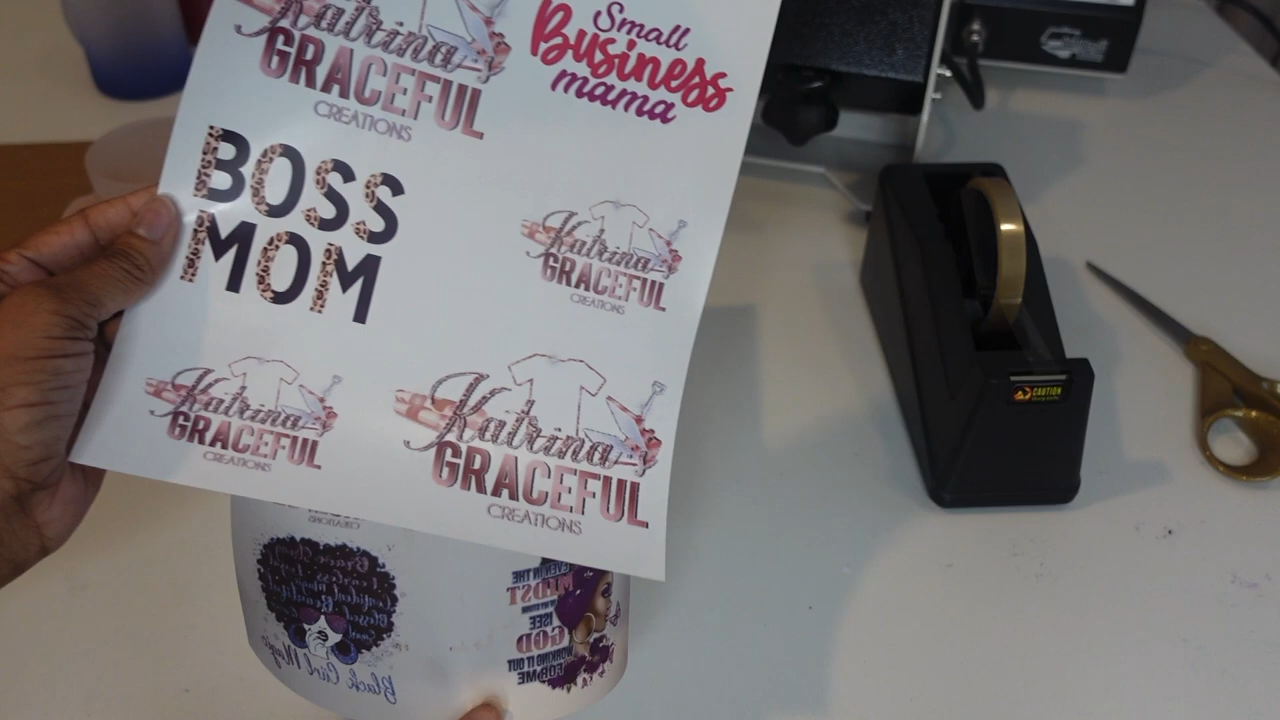 Katrina
GRACEFUL
CREATIONS
Small
Business
mama
BOSS
MOM
Katrina
GRACEFUL
CREATIONS
Katrina
GRACEFUL
CREATIONS
Katrina
GRACEFUL
CREATIONS
CAUTION
CREATIONS
Black Girl Magic
EVEN IN THE
MIDST
I SEE
GOD
WORKING IT OUT
FOR ME